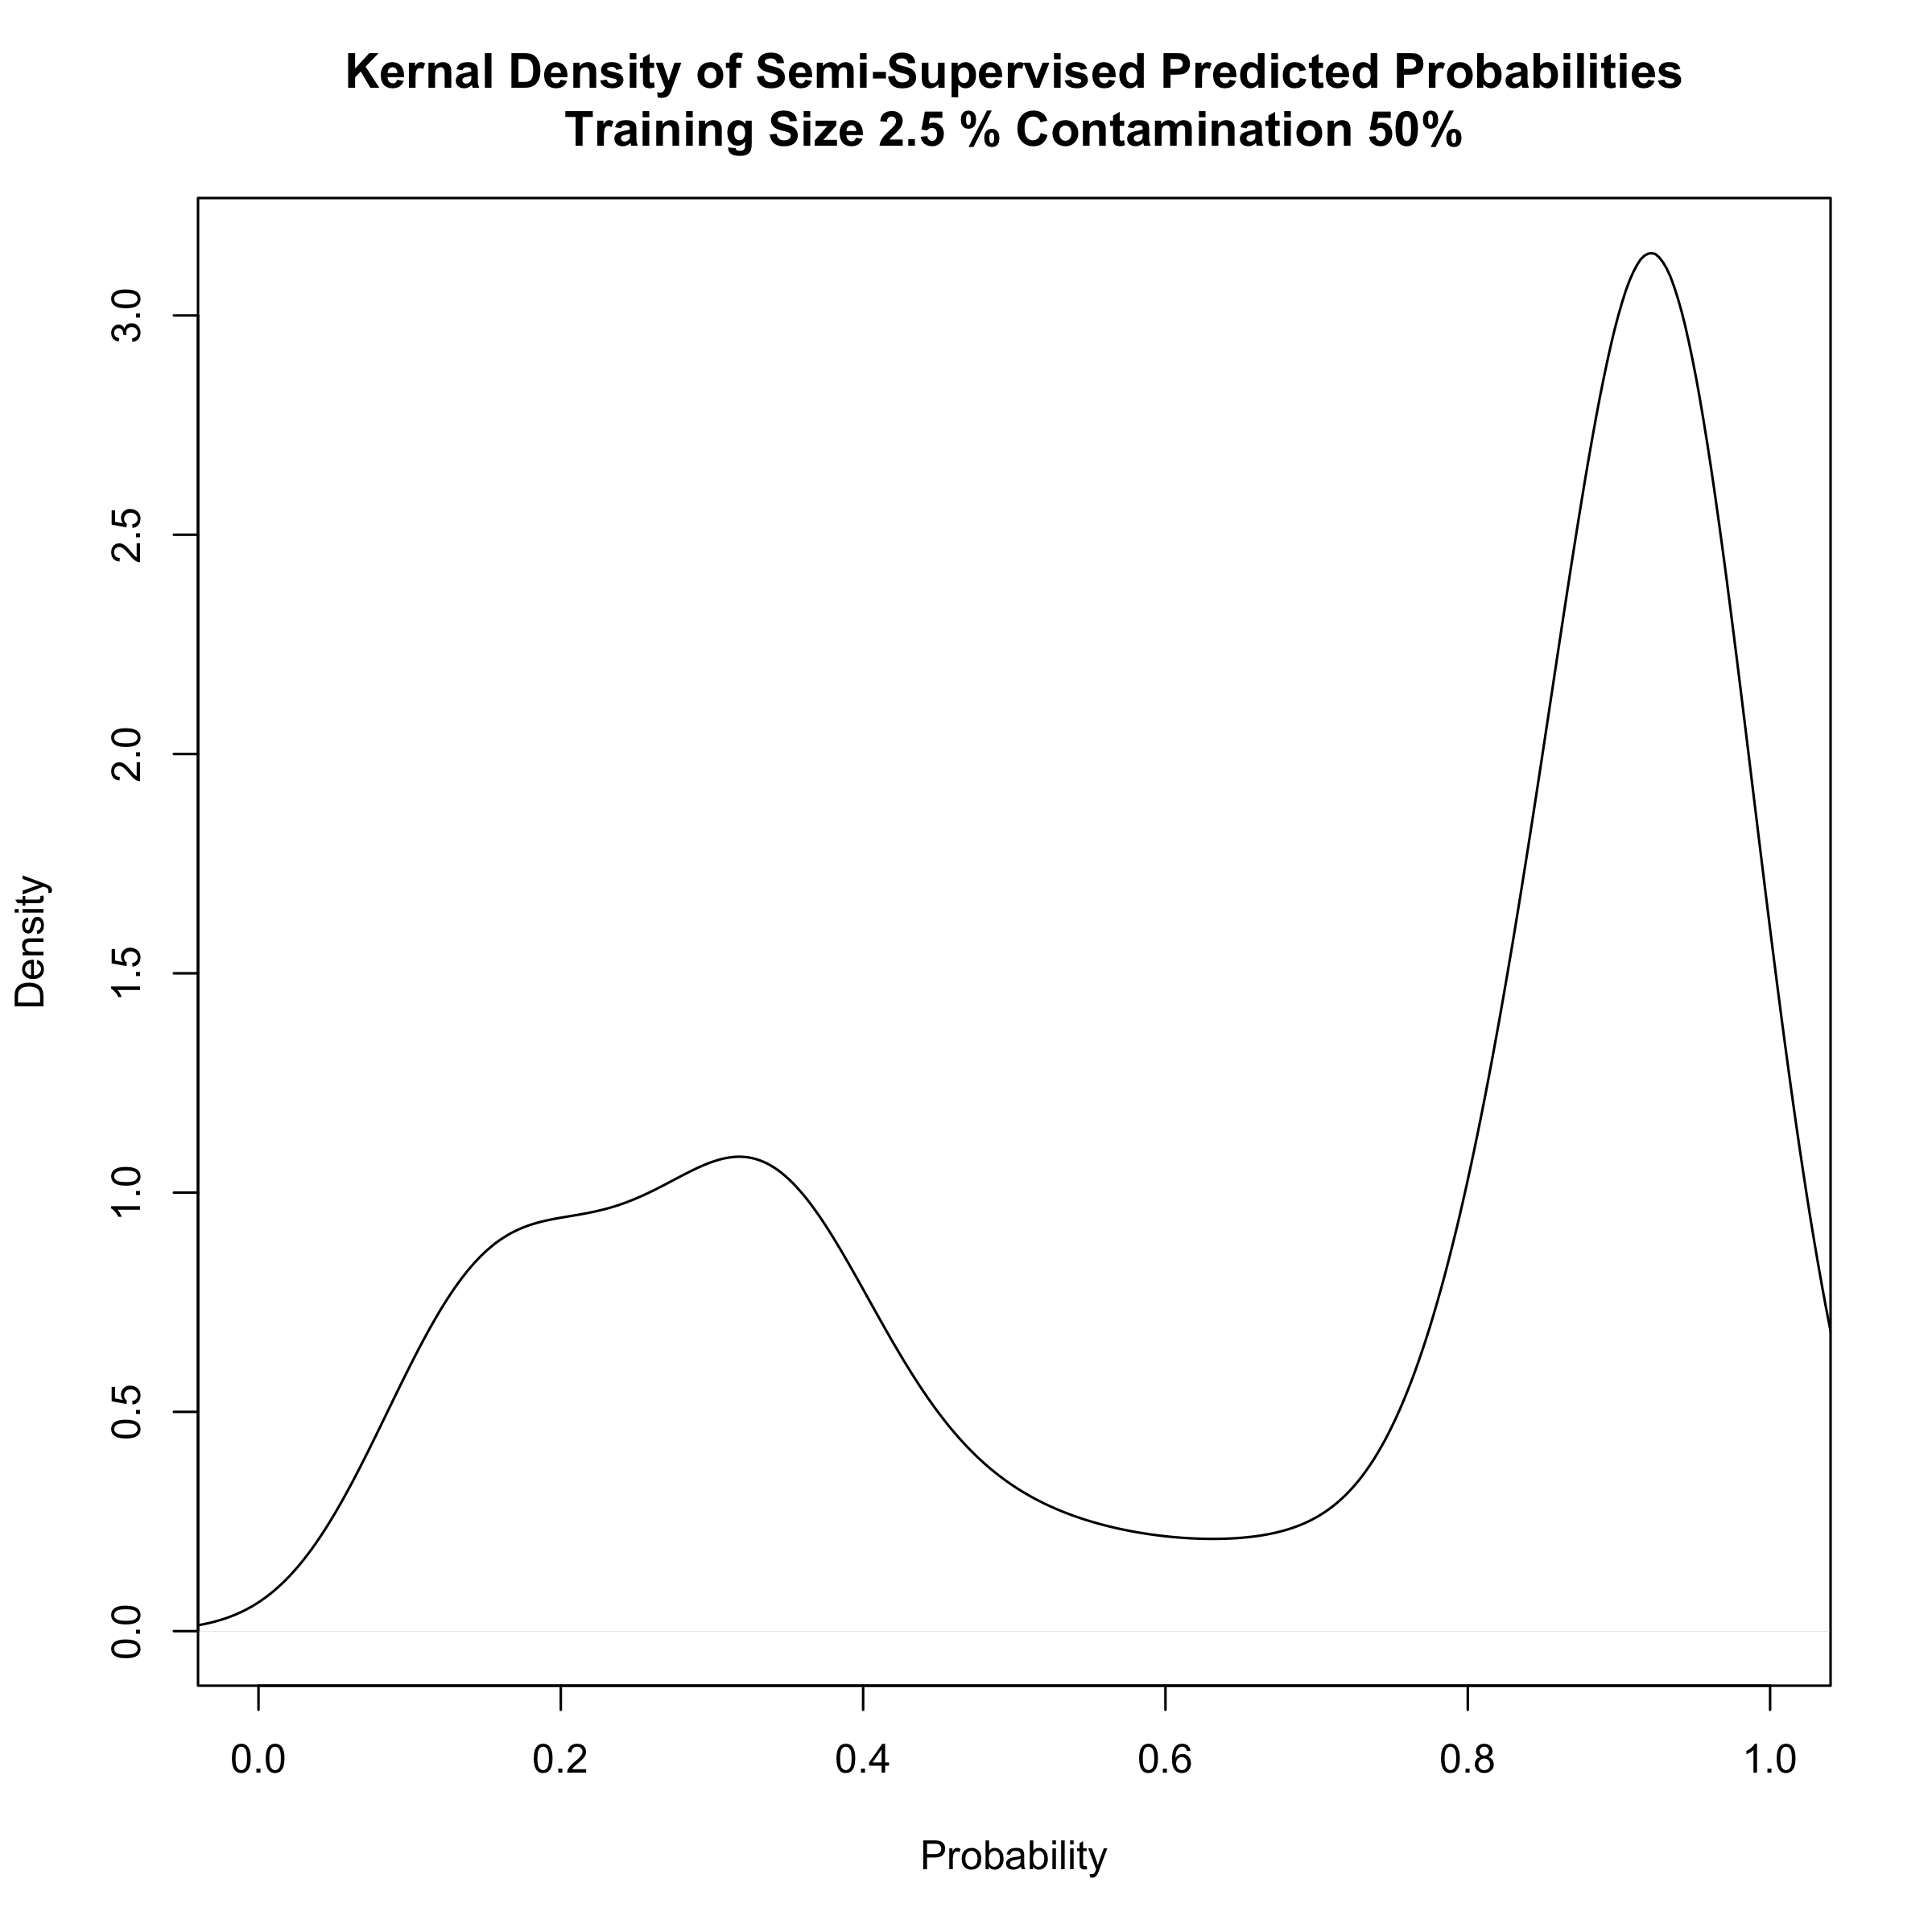 Kernal Density of Semi-Supervised Predicted Probabilities
Training Size 2.5 % Contamination 50%
Density
3.0
2.5
2.0
1.5
1.0
0.5
0.0
0.0 0.2 0.4 0.6 0.8 1.0
Probability